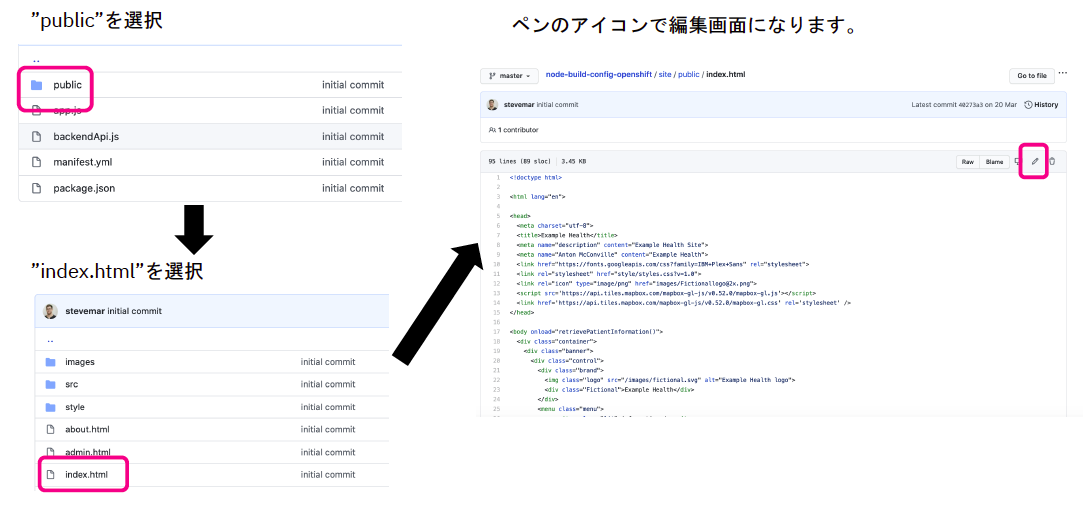 ”public”を選択
..
public initial commit
app.js initial commit
backendApi.js initial commit
manifest.yml initial commit
package.json initial commit
”index.html”を選択
stevemar initial commit
..
images initial commit
src initial commit
style initial commit
about.html initial commit
admin.html initial commit
index.html initial commit
ペンのアイコンで編集画面になります。
master node-build-config-openshift / site / public / index.html Go to file ...
stevemar initial commit Latest commit 40273a3 on 20 Mar History
1 contributor
95 lines (89 sloc) 3.45 KB Raw Blame
1 <!doctype html>
2
3 <html lang="en">
4
5 <head>
6 <meta charset="utf-8">
7 <title>Example Health</title>
8 <meta name="description" content="Example Health Site">
9 <meta name="Anton McConville" content="Example Health">
10 <link href="https://fonts.googleapis.com/css?family=IBM+Plex+Sans" rel="stylesheet">
11 <link rel="stylesheet" href="style/styles.css?v=1.0">
12 <link rel="icon" type="image/png" href="images/Fictionallogo@2x.png">
13 <script src='https://api.tiles.mapbox.com/mapbox-gl-js/v0.52.0/mapbox-gl.js'></script>
14 <link href='https://api.tiles.mapbox.com/mapbox-gl-js/v0.52.0/mapbox-gl.css' rel='stylesheet' />
15 </head>
16
17 <body onload="retrievePatientInformation()">
18 <div class="container">
19 <div class="banner">
20 <div class="control">
21 <div class="brand">
22 <img class="logo" src="/images/fictional.svg" alt="Example Health logo">
23 <div class="Fictional">Example Health</div>
24 </div>
25 <menu class="menu">